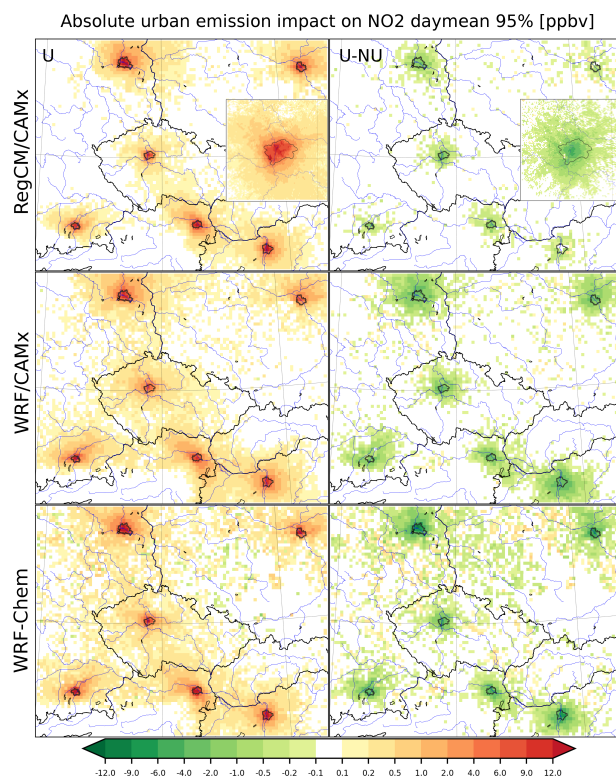 Absolute urban emission impact on NO2 daymean 95% [ppbv]
U
U-NU
RegCM/CAMx
WRF/CAMx
WRF-Chem
-12.0 -9.0 -6.0 -4.0 -2.0 -1.0 -0.5 -0.2 -0.1 0.1 0.2 0.5 1.0 2.0 4.0 6.0 9.0 12.0